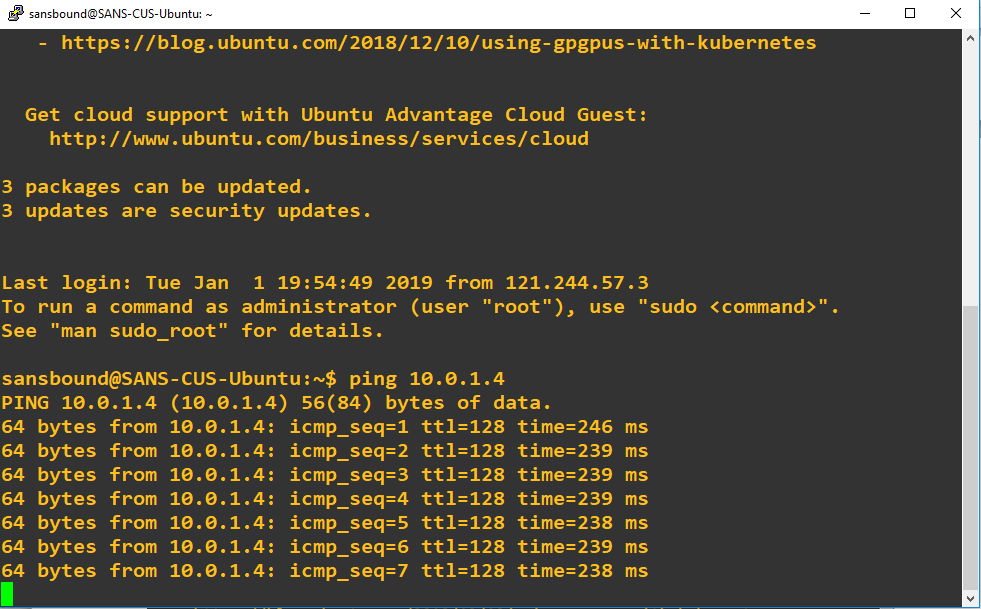 sansbound@SANS-CUS-Ubuntu: ~
- https://blog.ubuntu.com/2018/12/10/using-gpgpus-with-kubernetes
Get cloud support with Ubuntu Advantage Cloud Guest:
http://www.ubuntu.com/business/services/cloud
3 packages can be updated.
3 updates are security updates.
Last login: Tue Jan  1 19:54:49 2019 from 121.244.57.3
To run a command as administrator (user "root"), use "sudo <command>".
See "man sudo_root" for details.
sansbound@SANS-CUS-Ubuntu:~$ ping 10.0.1.4
PING 10.0.1.4 (10.0.1.4) 56(84) bytes of data.
64 bytes from 10.0.1.4: icmp_seq=1 ttl=128 time=246 ms
64 bytes from 10.0.1.4: icmp_seq=2 ttl=128 time=239 ms
64 bytes from 10.0.1.4: icmp_seq=3 ttl=128 time=239 ms
64 bytes from 10.0.1.4: icmp_seq=4 ttl=128 time=239 ms
64 bytes from 10.0.1.4: icmp_seq=5 ttl=128 time=238 ms
64 bytes from 10.0.1.4: icmp_seq=6 ttl=128 time=239 ms
64 bytes from 10.0.1.4: icmp_seq=7 ttl=128 time=238 ms